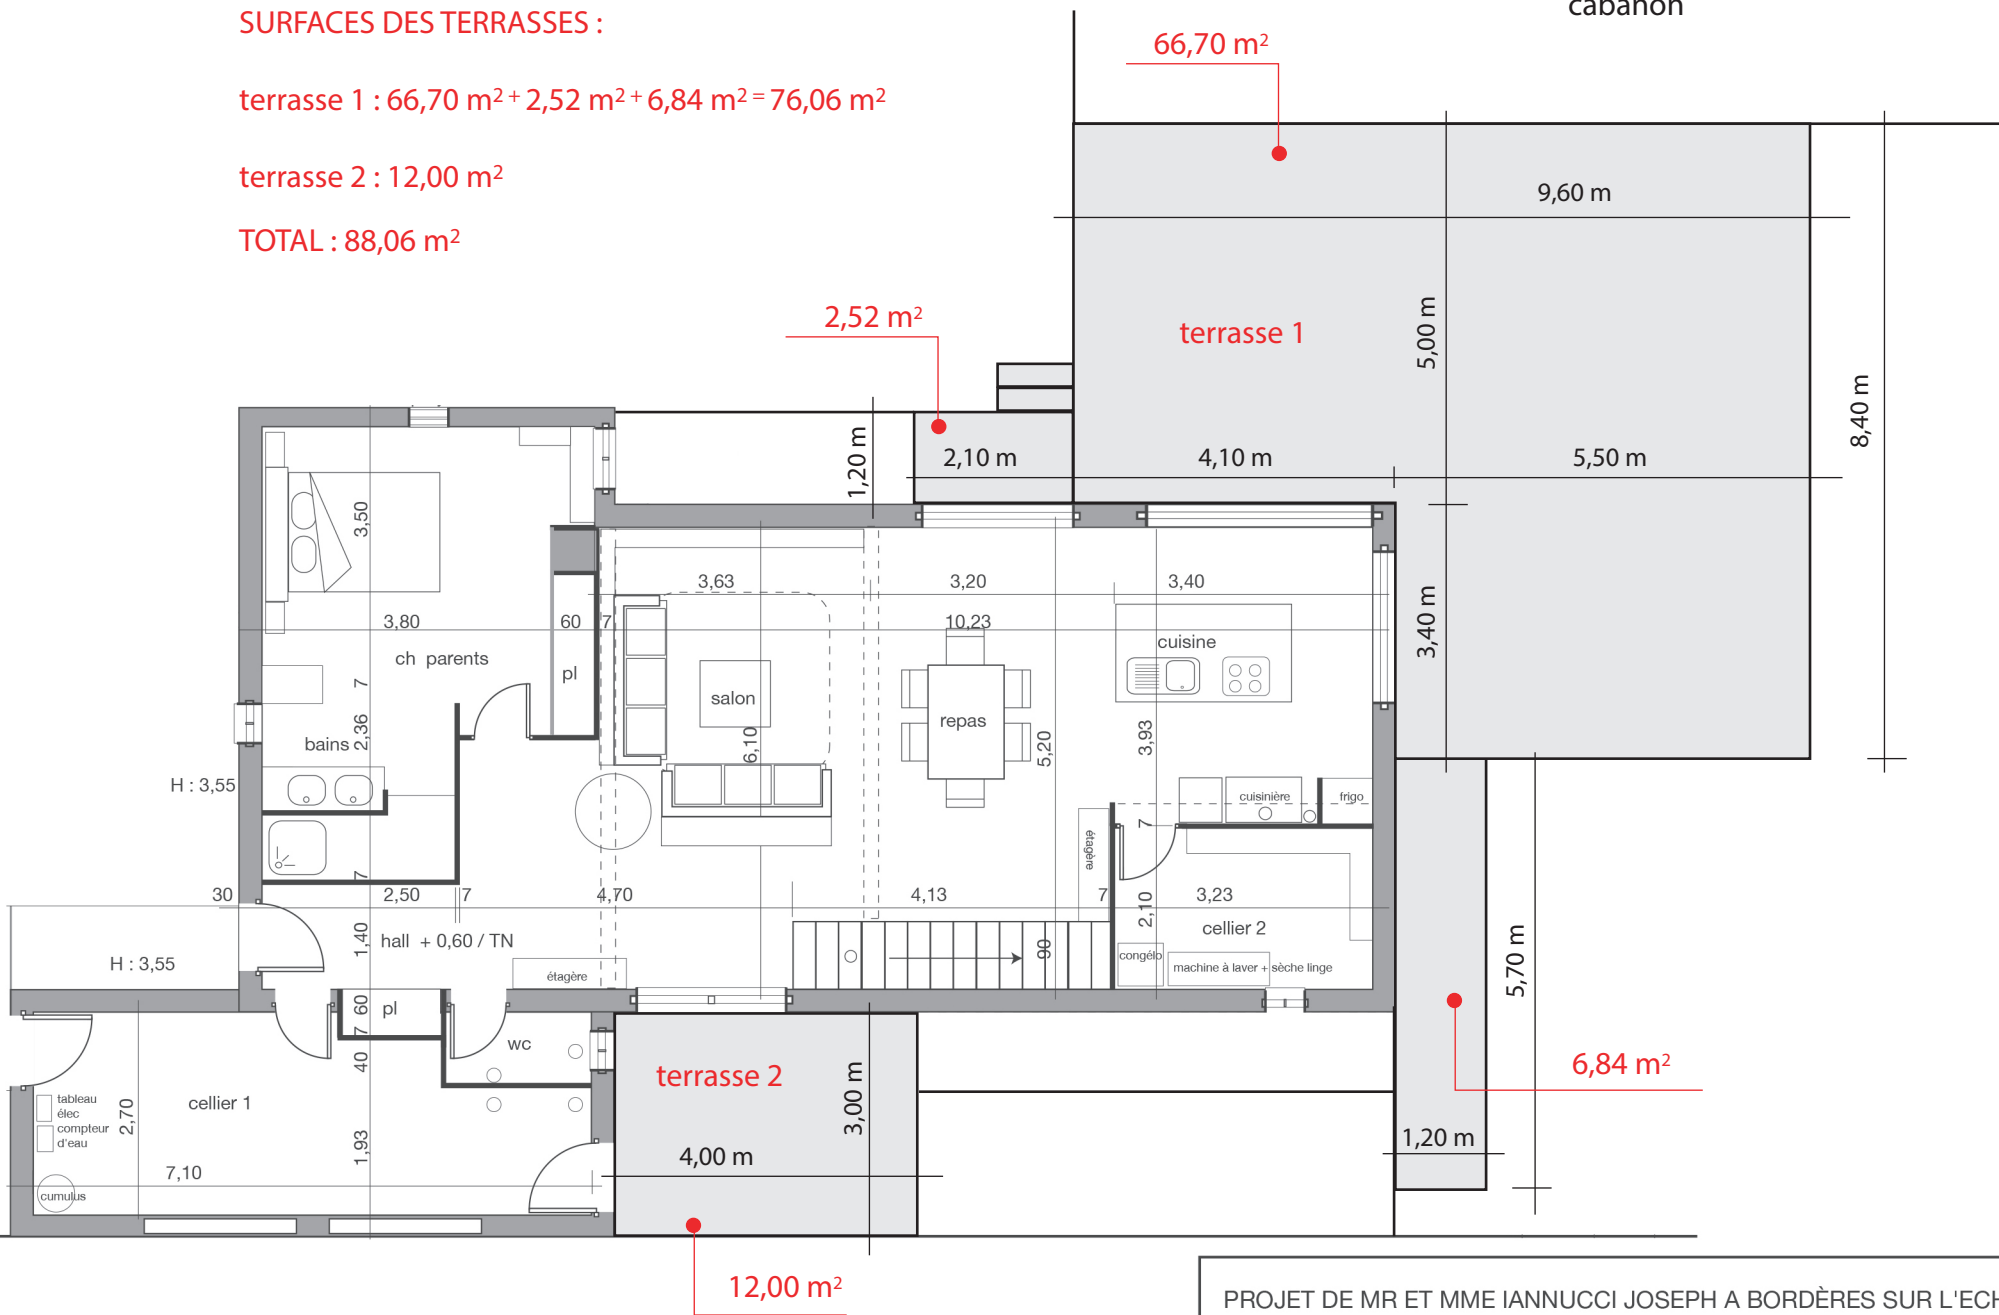 cabanon
SURFACES DES TERRASSES :
66,70 m²
terrasse 1 : 66,70 m² + 2,52 m² + 6,84 m² = 76,06 m²
terrasse 2 : 12,00 m²
9,60 m
TOTAL : 88,06 m²
2,52 m²
terrasse 1
5,00 m
8,40 m
1,20 m
2,10 m
4,10 m
5,50 m
3,50
3,63
3,20
3,40
3,80
60
7
10,23
3,40 m
ch parents
pl
cuisine
7
salon
repas
bains
2,36
6,10
5,20
3,93
H : 3,55
cuisinière
frigo
étagère
7
7
30
2,50
7
4,70
4,13
7
3,23
2,10
1,40
hall + 0,60 / TN
cellier 2
90
congélo
H : 3,55
étagère
machine à laver + sèche linge
5,70 m
60
pl
7
wc
40
terrasse 2
3,00 m
6,84 m²
tableau
élec
compteur
d'eau
2,70
cellier 1
1,93
1,20 m
4,00 m
7,10
cumulus
12,00 m²
PROJET DE MR ET MME IANNUCCI JOSEPH A BORDÈRES SUR L'ECH